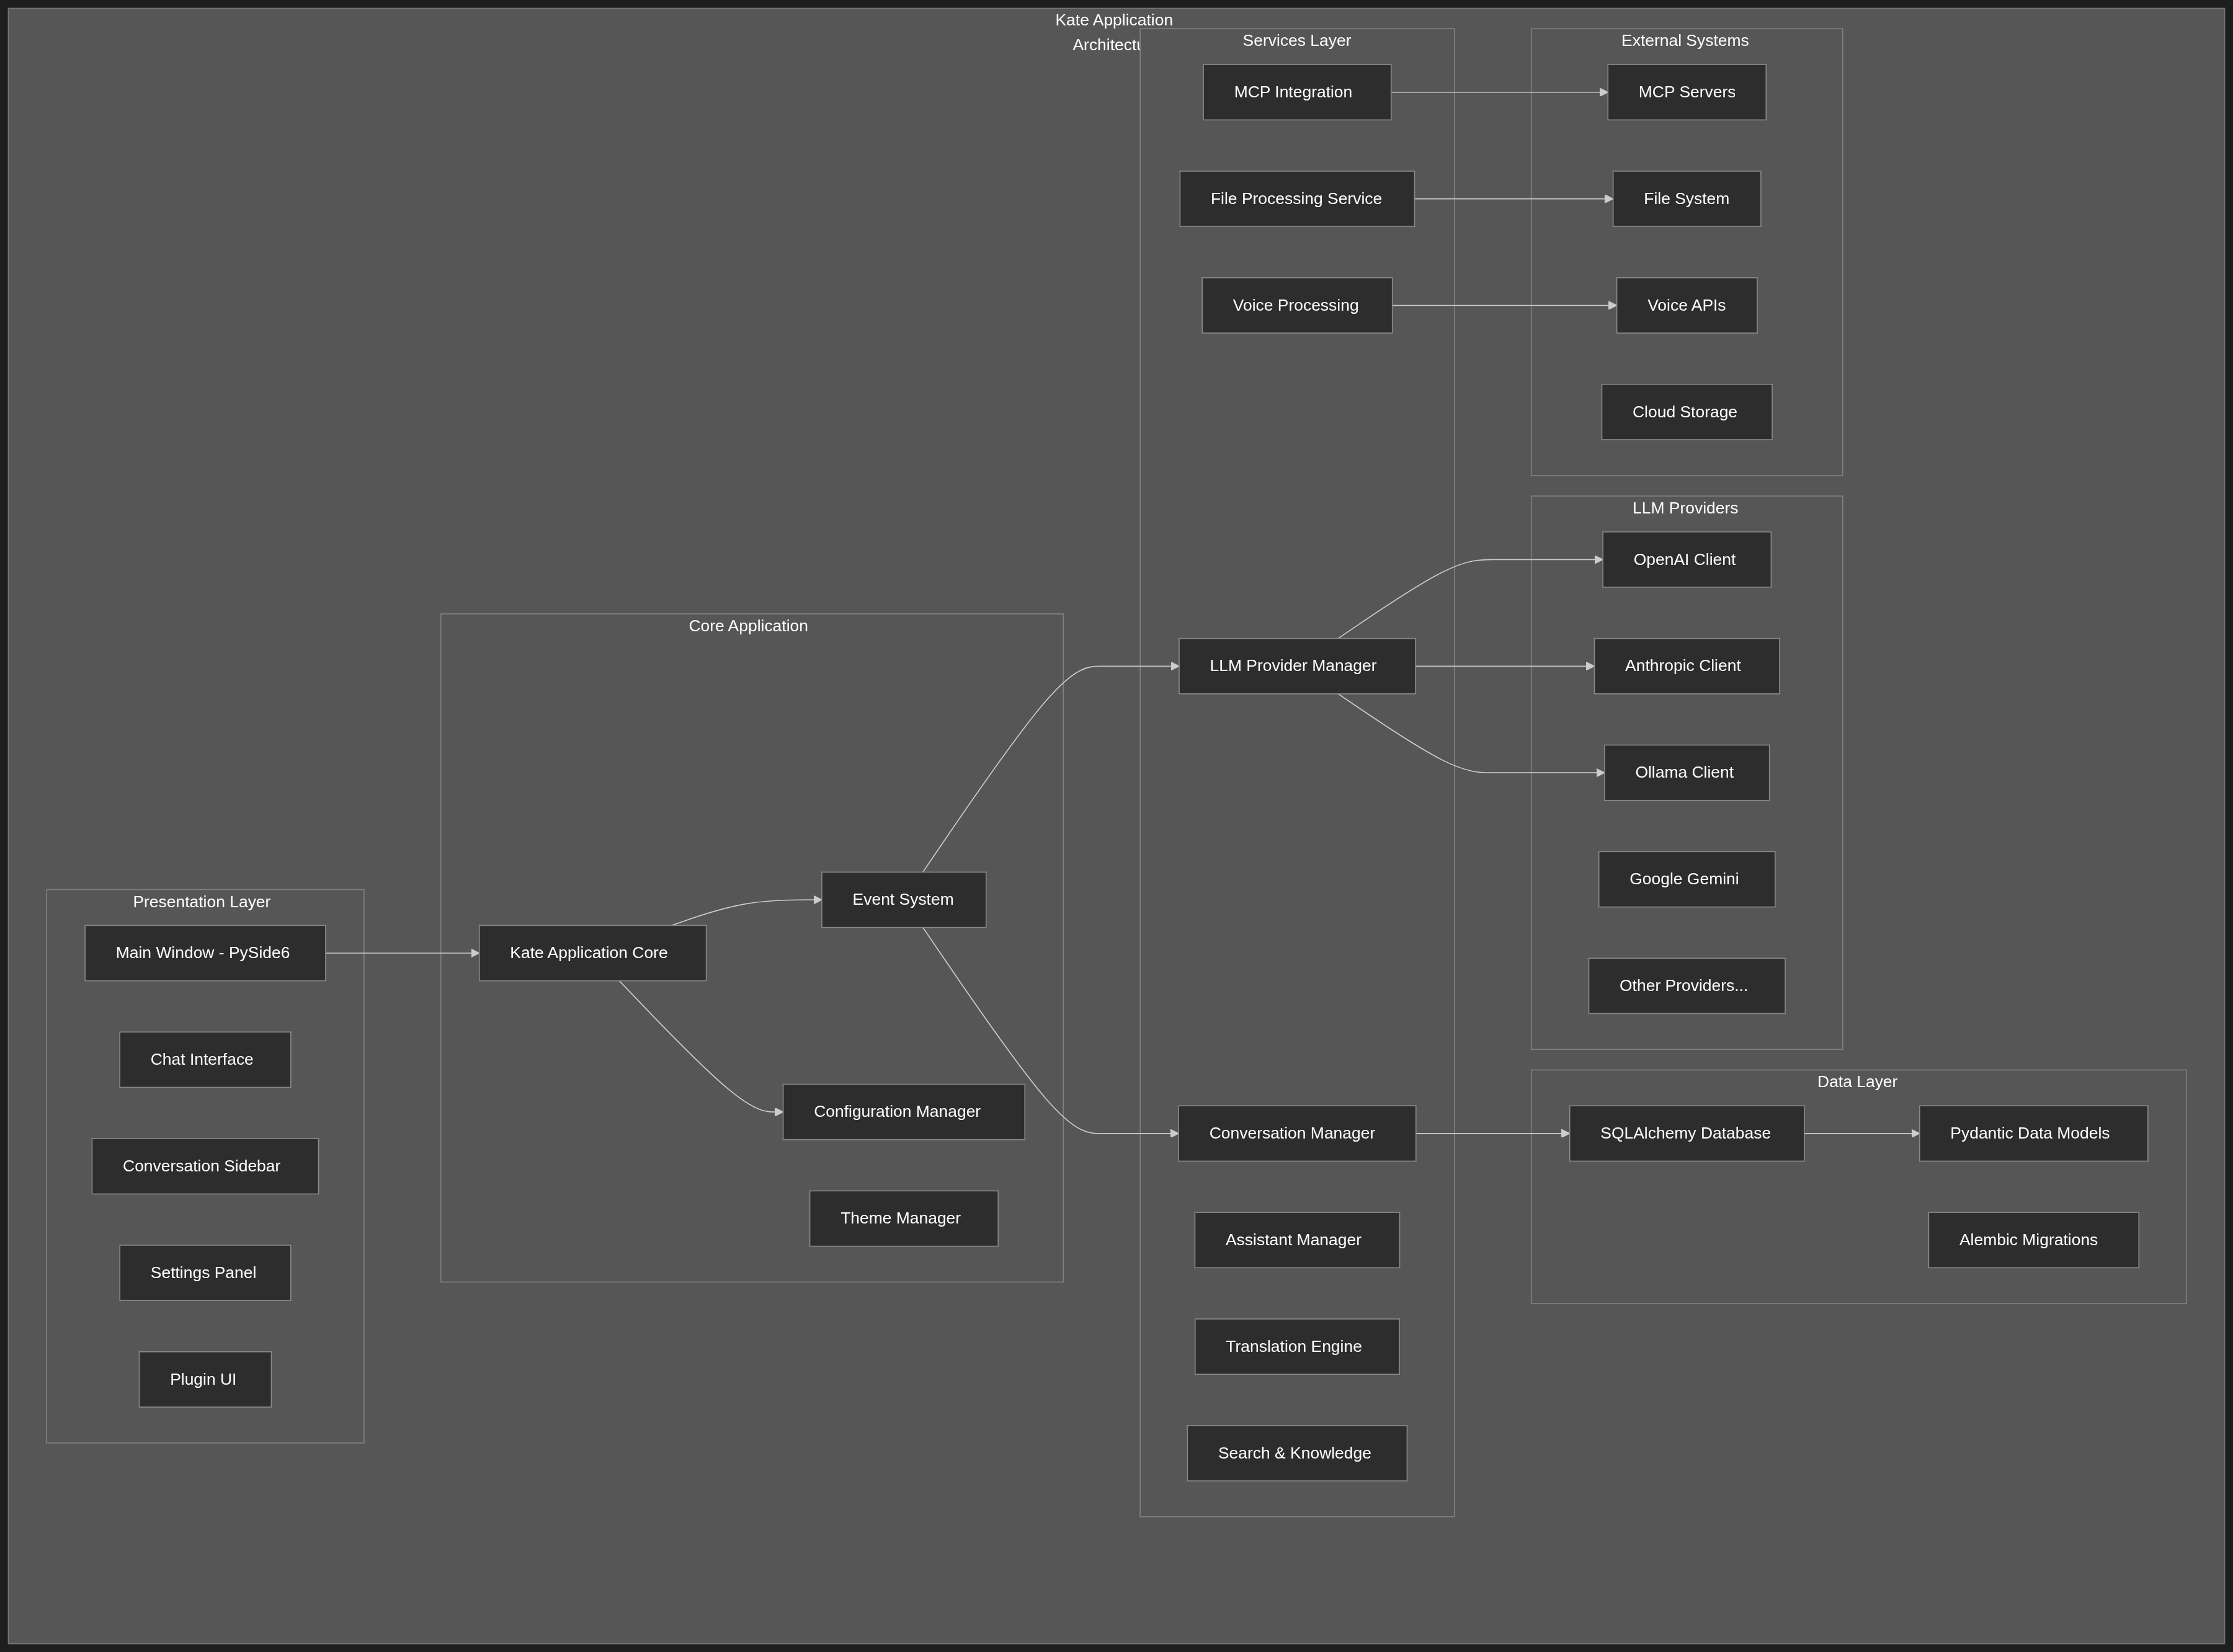 Kate Application
Architectu
Services Layer
MCP Integration
File Processing Service
Voice Processing
LLM Provider Manager
Conversation Manager
Assistant Manager
Translation Engine
Search & Knowledge
External Systems
MCP Servers
File System
Voice APIs
Cloud Storage
LLM Providers
OpenAI Client
Anthropic Client
Ollama Client
Google Gemini
Other Providers...
Core Application
Event System
Kate Application Core
Configuration Manager
Theme Manager
Presentation Layer
Main Window - PySide6
Chat Interface
Conversation Sidebar
Settings Panel
Plugin UI
Data Layer
SQLAlchemy Database
Pydantic Data Models
Alembic Migrations